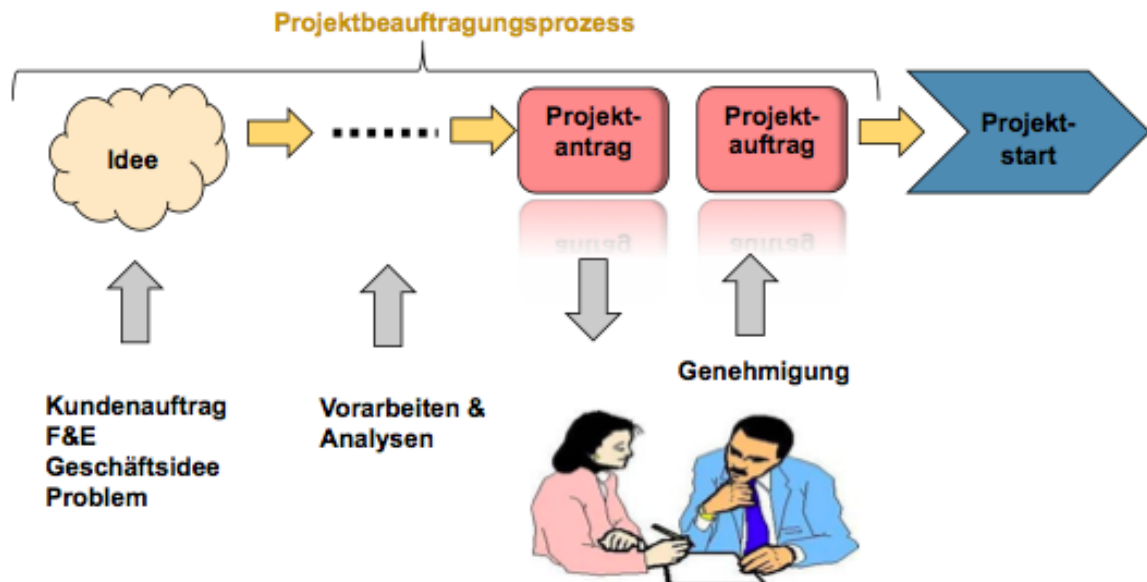 Projektbeauftragungsprozess
Idee
Projekt-
antrag
Projekt-
auftrag
Projekt-
start
Kundenauftrag
F&E
Geschäftsidee
Problem
Vorarbeiten &
Analysen
Genehmigung